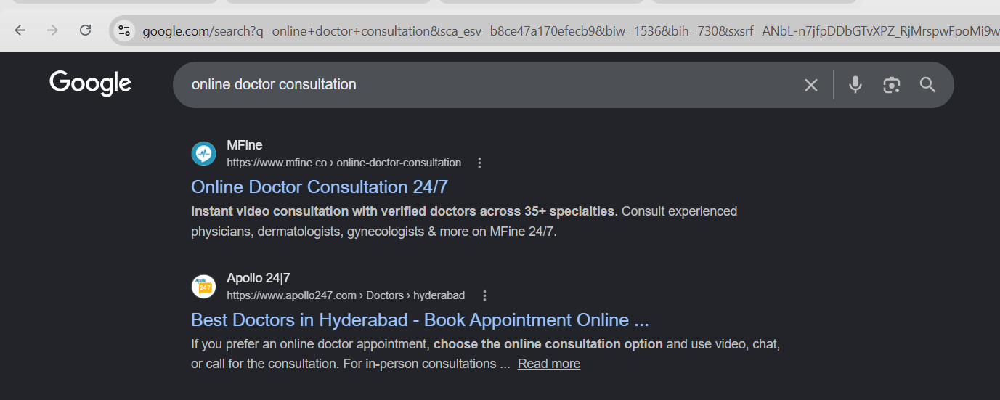 google.com/search?q=online+doctor+consultation&sca_esv=b8ce47a170efecb9&biw=1536&bih=730&sxsrf=ANbL-n7jfpDDbGTvXPZ_RjMrspwFpoMi9w
Google
online doctor consultation
MFine
https://www.mfine.co › online-doctor-consultation
Online Doctor Consultation 24/7
Instant video consultation with verified doctors across 35+ specialties. Consult experienced
physicians, dermatologists, gynecologists & more on MFine 24/7.
Apollo 24|7
https://www.apollo247.com › Doctors › hyderabad
Apollo
247
Best Doctors in Hyderabad - Book Appointment Online ...
If you prefer an online doctor appointment, choose the online consultation option and use video, chat,
or call for the consultation. For in-person consultations ... Read more